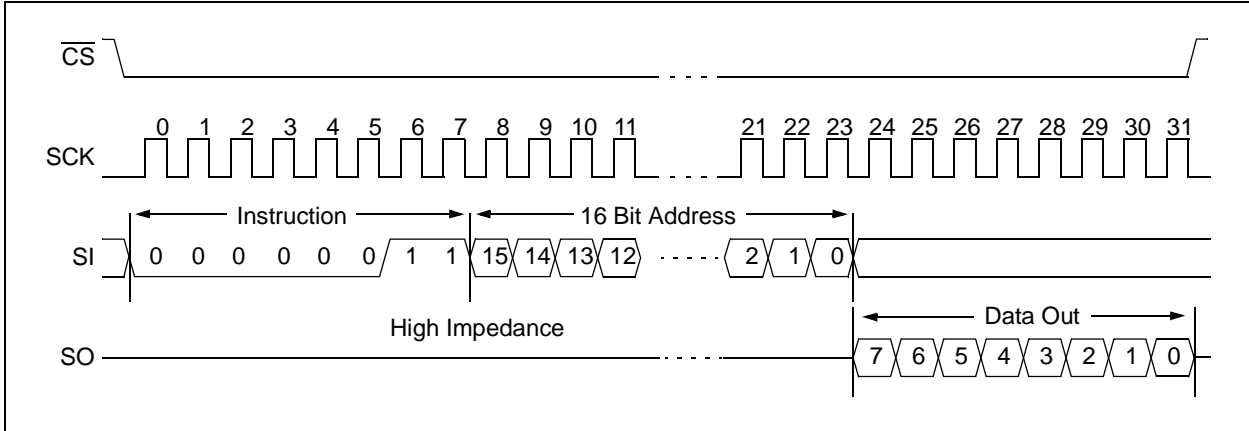 CS
0 1 2 3 4 5 6 7 8 9 10 11 21 22 23 24 25 26 27 28 29 30 31
SCK
Instruction 16 Bit Address
SI 0 0 0 0 0 0 1 1 15 14 13 12 2 1 0
High Impedance Data Out
SO 7 6 5 4 3 2 1 0